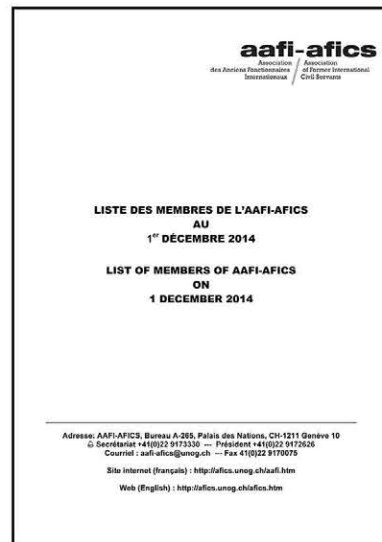 aafi-afics
Association / Association
des Anciens Fonctionnaires / of Former International
Internationaux / Civil Servants
LISTE DES MEMBRES DE L'AAFI-AFICS
AU
1er DÉCEMBRE 2014
LIST OF MEMBERS OF AAFI-AFICS
ON
1 DECEMBER 2014
Adresse: AAFI-AFICS, Bureau A-265, Palais des Nations, CH-1211 Genève 10
Secrétariat +41(0)22 9173330 --- Président +41(0)22 9172626
Courriel : aafi-afics@unog.ch --- Fax 41(0)22 9170075
Site internet (français) : http://afics.unog.ch/aafi.htm
Web (English) : http://afics.unog.ch/afics.htm